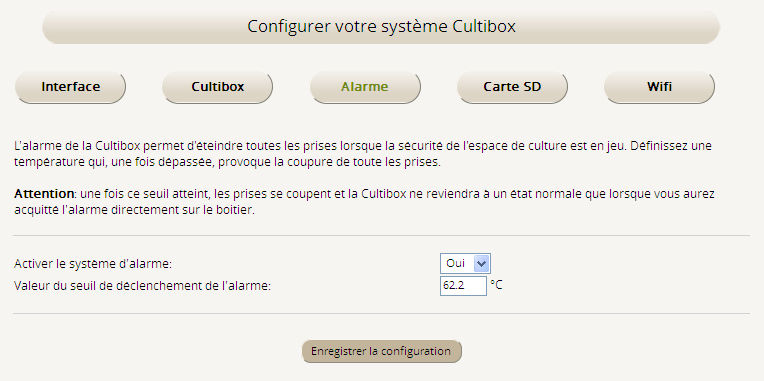 Configurer votre système Cultibox
Interface
Cultibox
Alarme
Carte SD
Wifi
L'alarme de la Cultibox permet d'éteindre toutes les prises lorsque la sécurité de l'espace de culture est en jeu. Définissez une
température qui, une fois dépassée, provoque la coupure de toute les prises.
Attention: une fois ce seuil atteint, les prises se coupent et la Cultibox ne reviendra à un état normale que lorsque vous aurez
acquitté l'alarme directement sur le boitier.
Activer le système d'alarme:
Oui
Valeur du seuil de déclenchement de l'alarme:
62.2 °C
Enregistrer la configuration